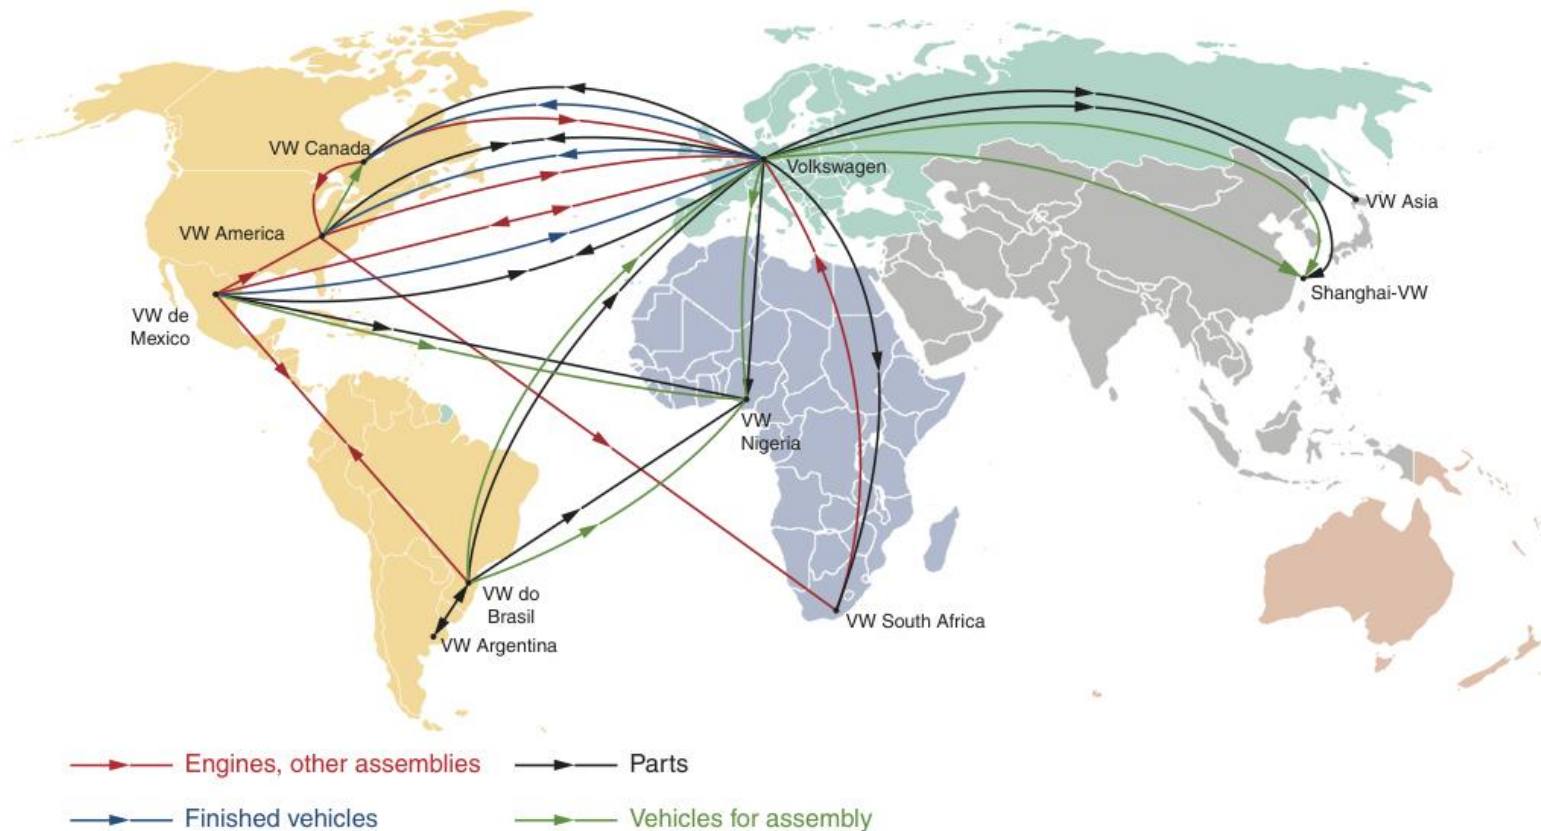 VW Canada
Volkswagen
VW Asia
VW America
Shanghai-VW
VW de
Mexico
VW
Nigeria
VW do
Brasil
VW South Africa
VW Argentina
Engines, other assemblies
Parts
Finished vehicles
Vehicles for assembly